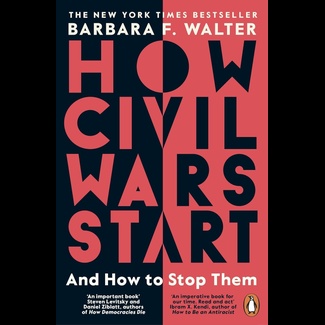 THE NEW YORK TIMES BESTSELLER
BARBARA F. WALTER
HOW
CIVIL
WARS
START
And How to Stop Them
'An important book'
Steven Levitsky and
Daniel Ziblatt, authors
of How Democracies Die
'An imperative book for
our time. Read and act'
Ibram X. Kendi, author
of How to Be an Antiracist